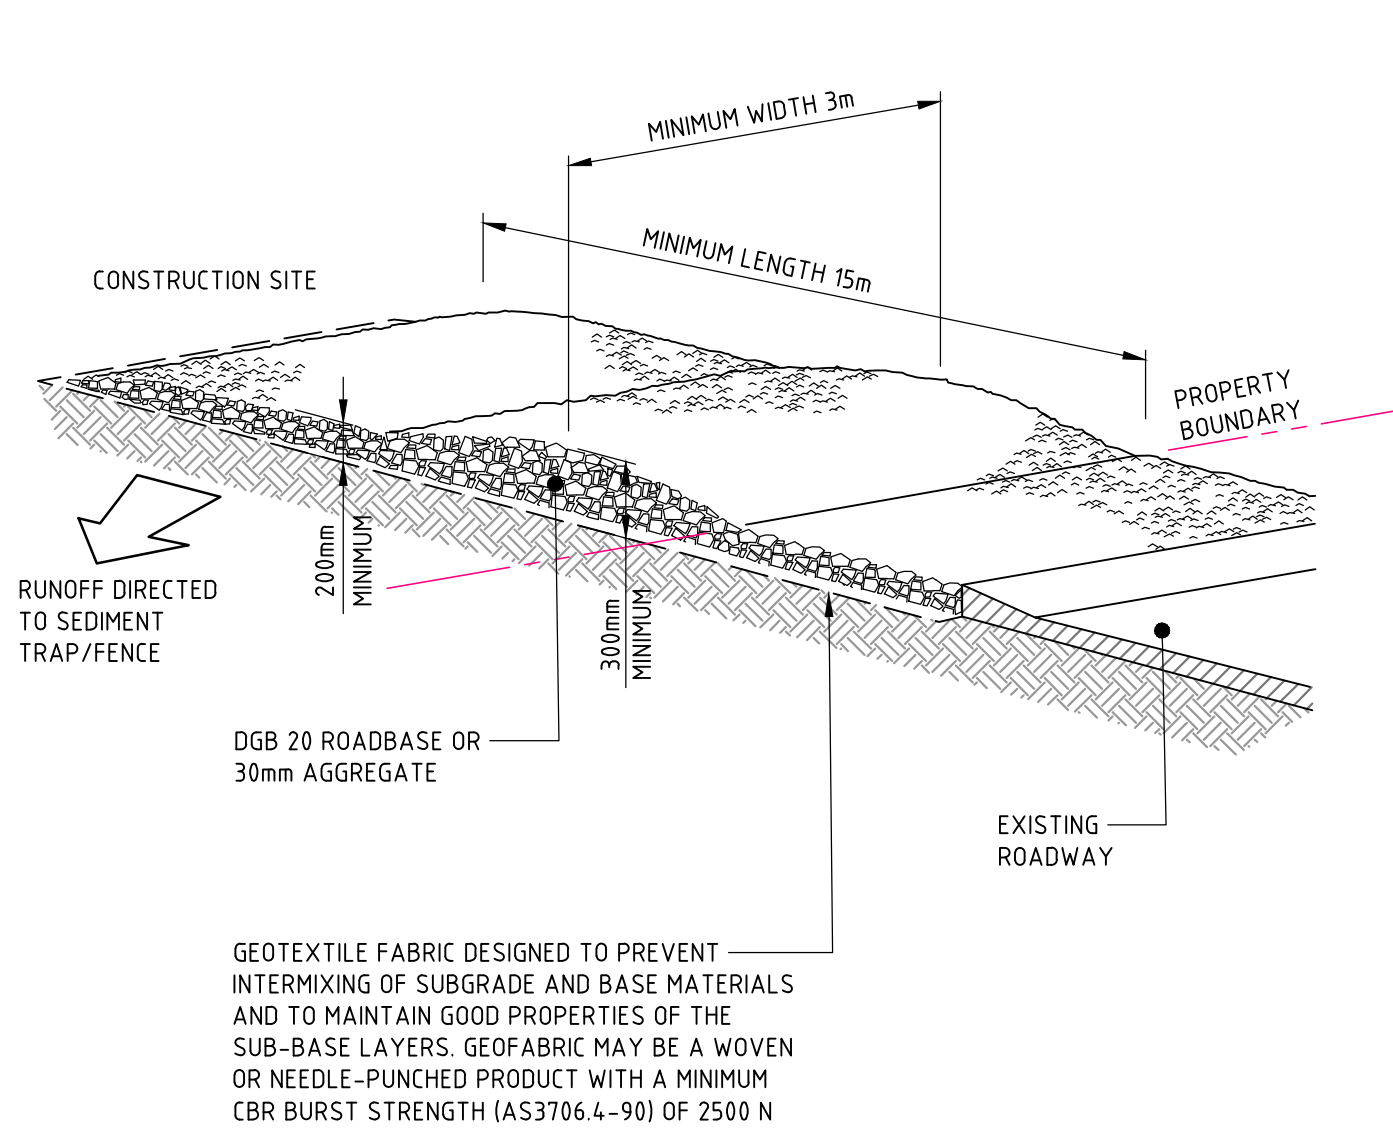 MINIMUM WIDTH 3m
MINIMUM LENGTH 15m
CONSTRUCTION SITE
PROPERTY
BOUNDARY
200mm
MINIMUM
RUNOFF DIRECTED
TO SEDIMENT
TRAP/FENCE
300mm
MINIMUM
DGB 20 ROADBASE OR
30mm AGGREGATE
EXISTING
ROADWAY
GEOTEXTILE FABRIC DESIGNED TO PREVENT
INTERMIXING OF SUBGRADE AND BASE MATERIALS
AND TO MAINTAIN GOOD PROPERTIES OF THE
SUB-BASE LAYERS. GEOFABRIC MAY BE A WOVEN
OR NEEDLE-PUNCHED PRODUCT WITH A MINIMUM
CBR BURST STRENGTH (AS3706.4-90) OF 2500 N